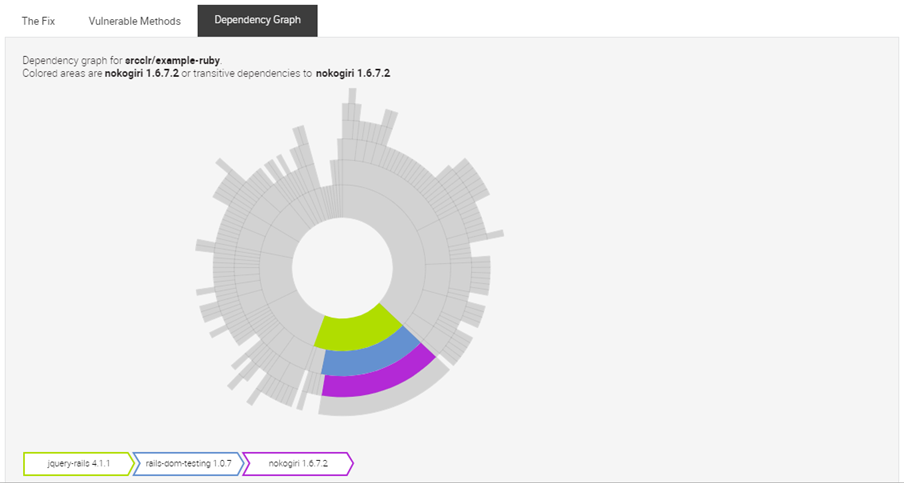 The Fix
Vulnerable Methods
Dependency Graph
Dependency graph for srcclr/example-ruby.
Colored areas are nokogiri 1.6.7.2 or transitive dependencies to nokogiri 1.6.7.2
jquery-rails 4.1.1
rails-dom-testing 1.0.7
nokogiri 1.6.7.2